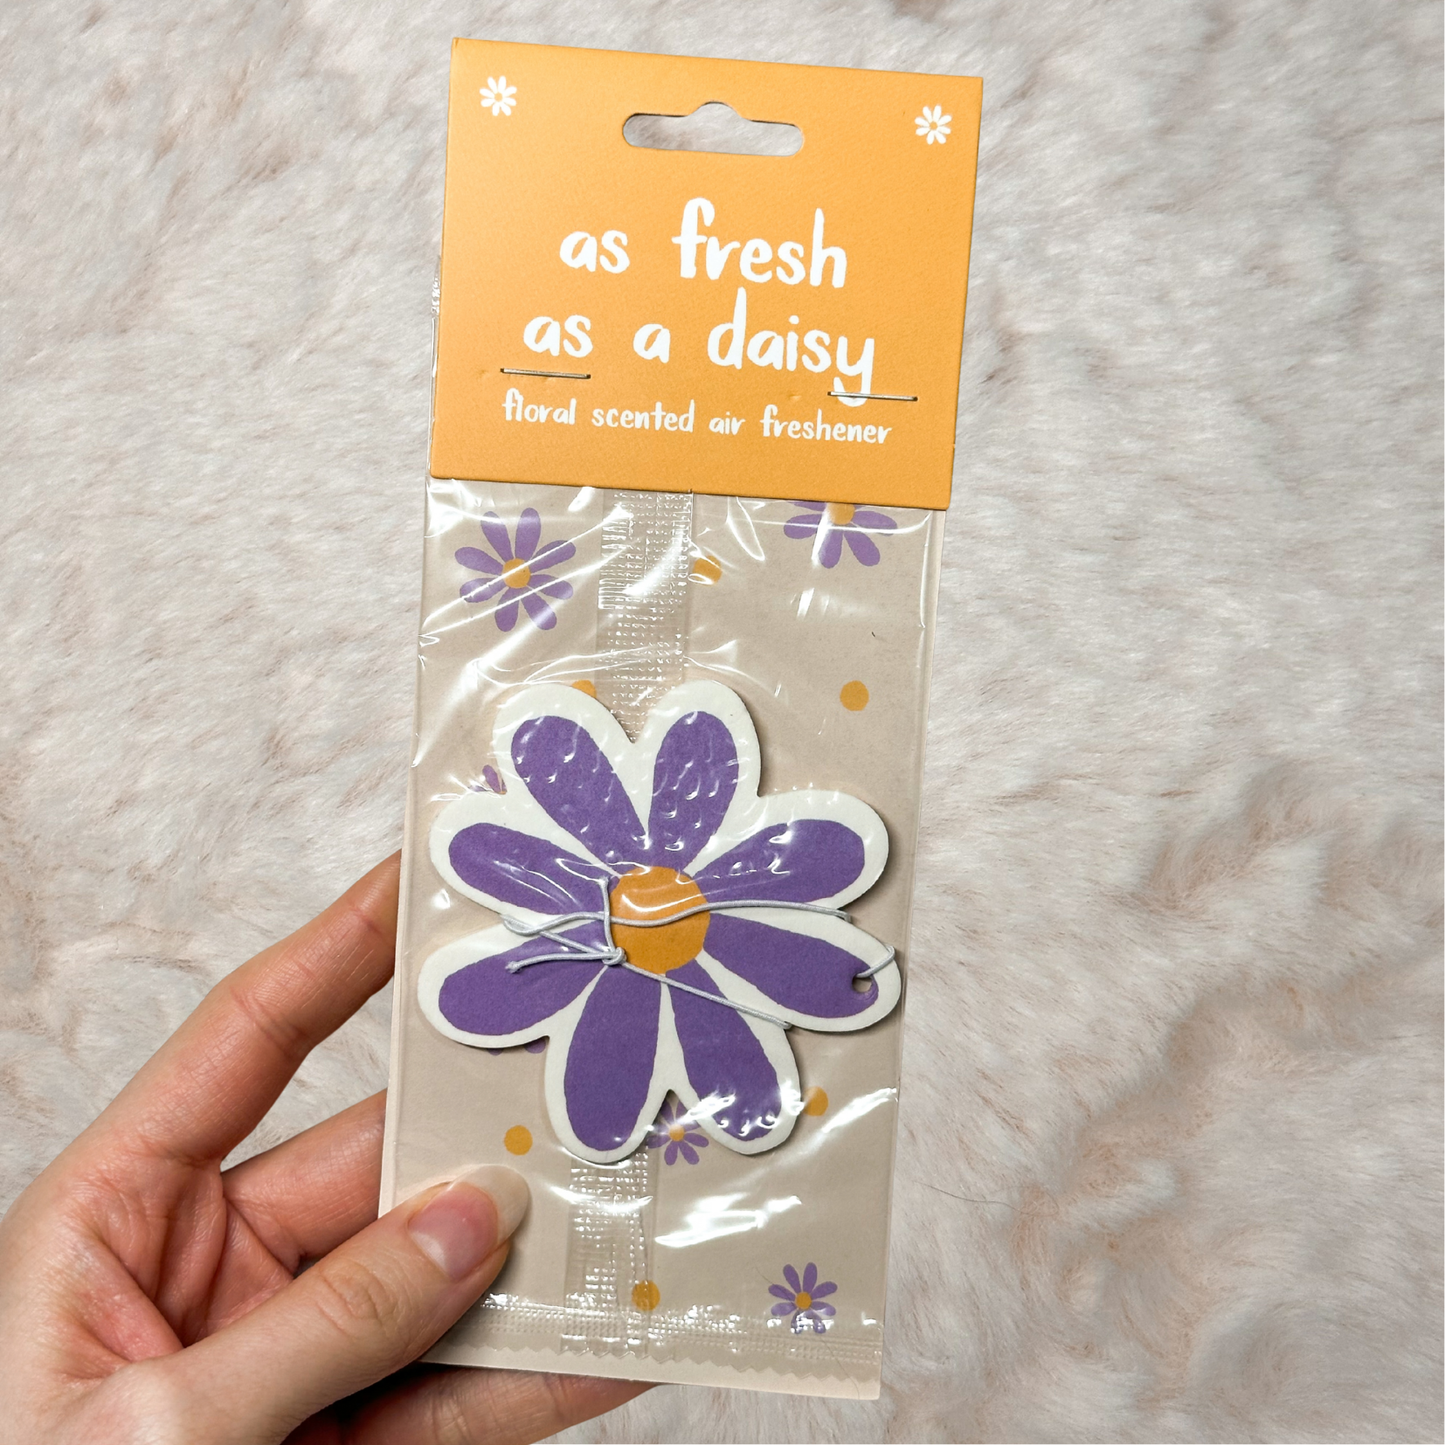 as fresh
as a daisy
floral scented air freshener